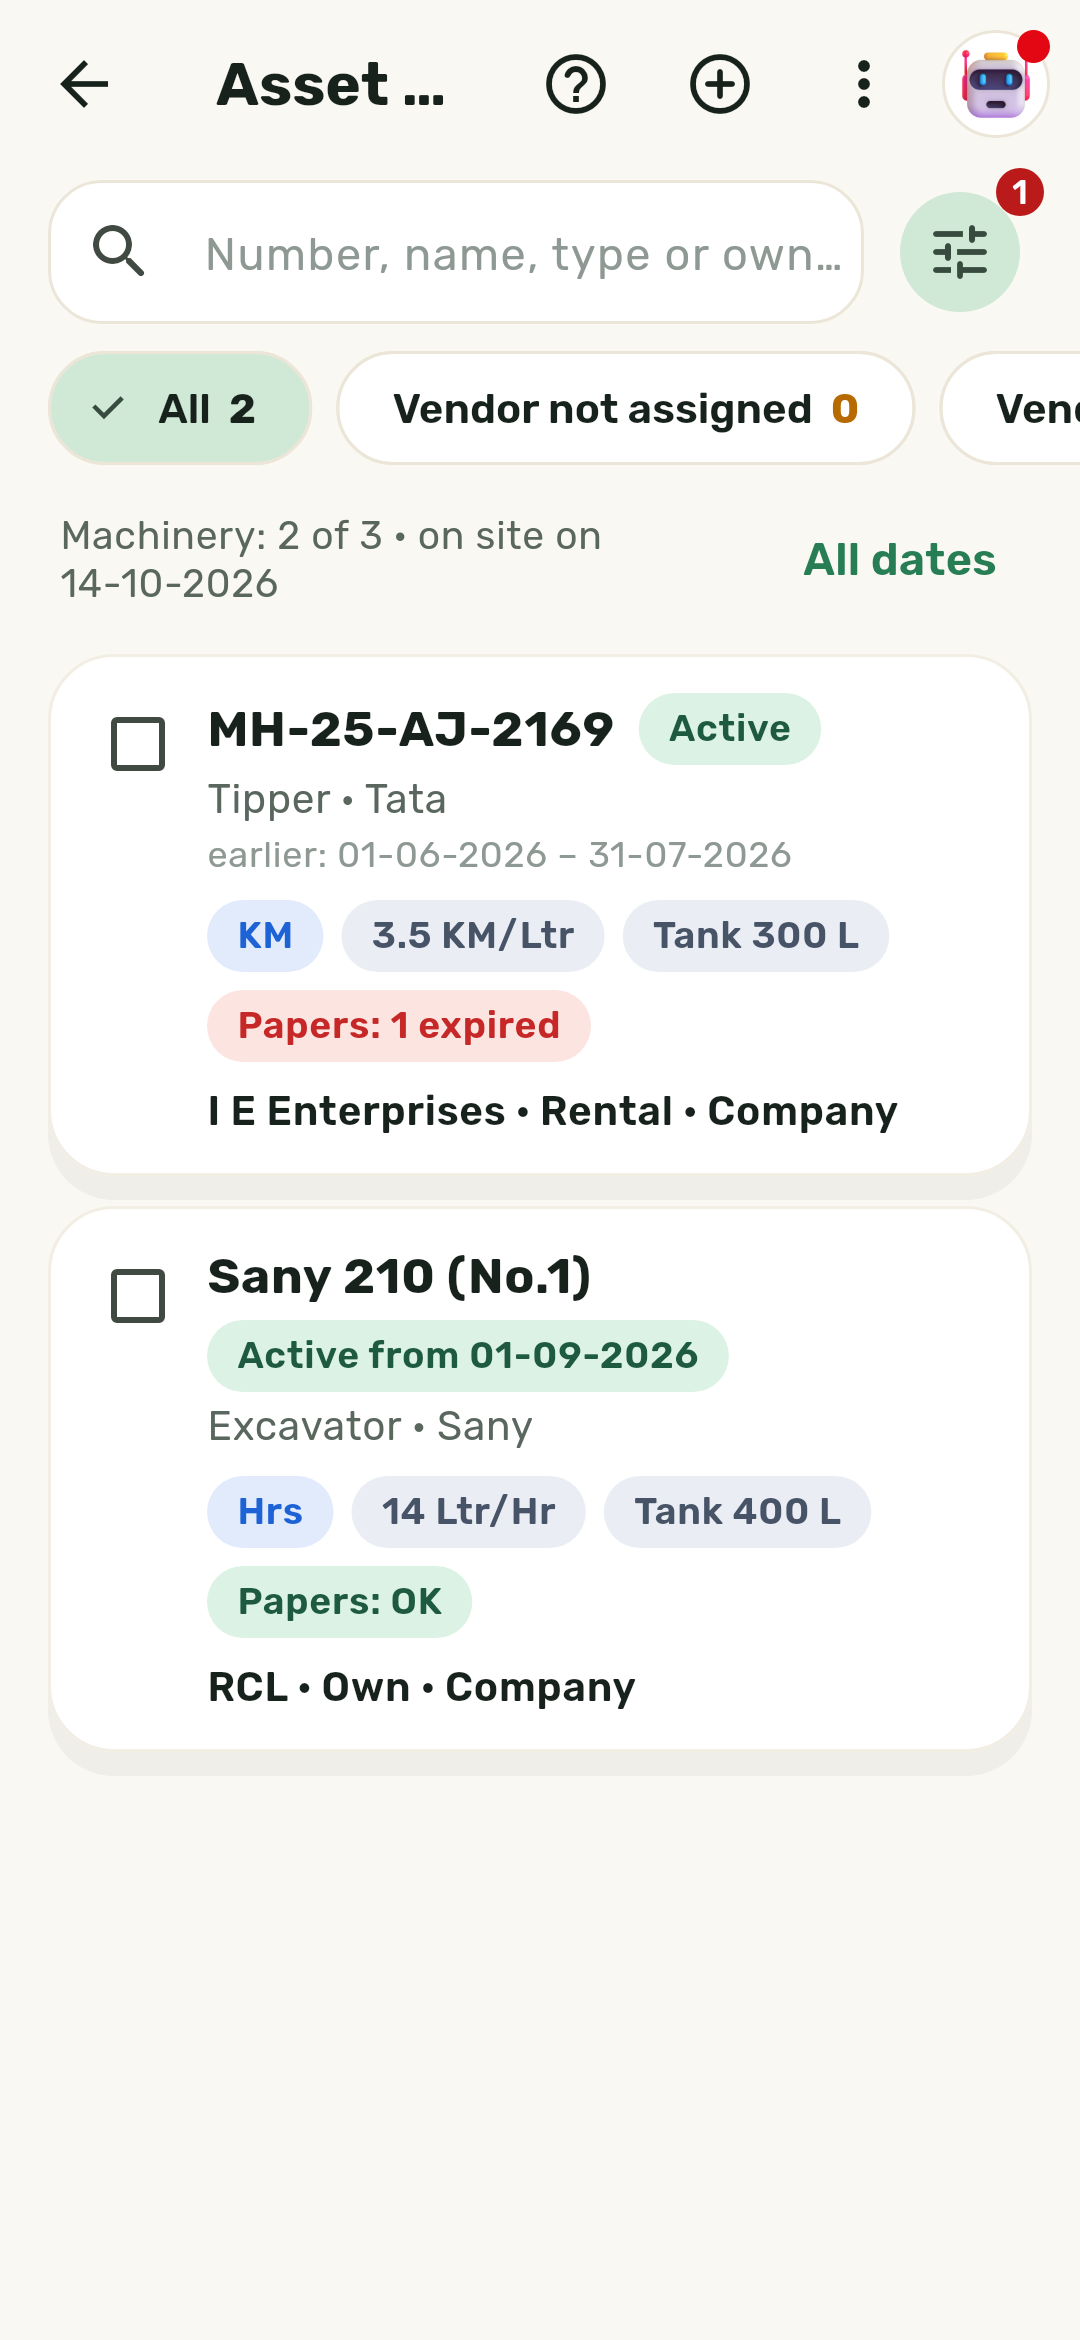 Asset ...
1
Number, name, type or own...
All 2
Vendor not assigned 0
Machinery: 2 of 3 • on site on
14-10-2026
All dates
MH-25-AJ-2169
Active
Tipper • Tata
earlier: 01-06-2026 – 31-07-2026
KM
3.5 KM/Ltr
Tank 300 L
Papers: 1 expired
I E Enterprises • Rental • Company
Sany 210 (No.1)
Active from 01-09-2026
Excavator • Sany
Hrs
14 Ltr/Hr
Tank 400 L
Papers: OK
RCL • Own • Company